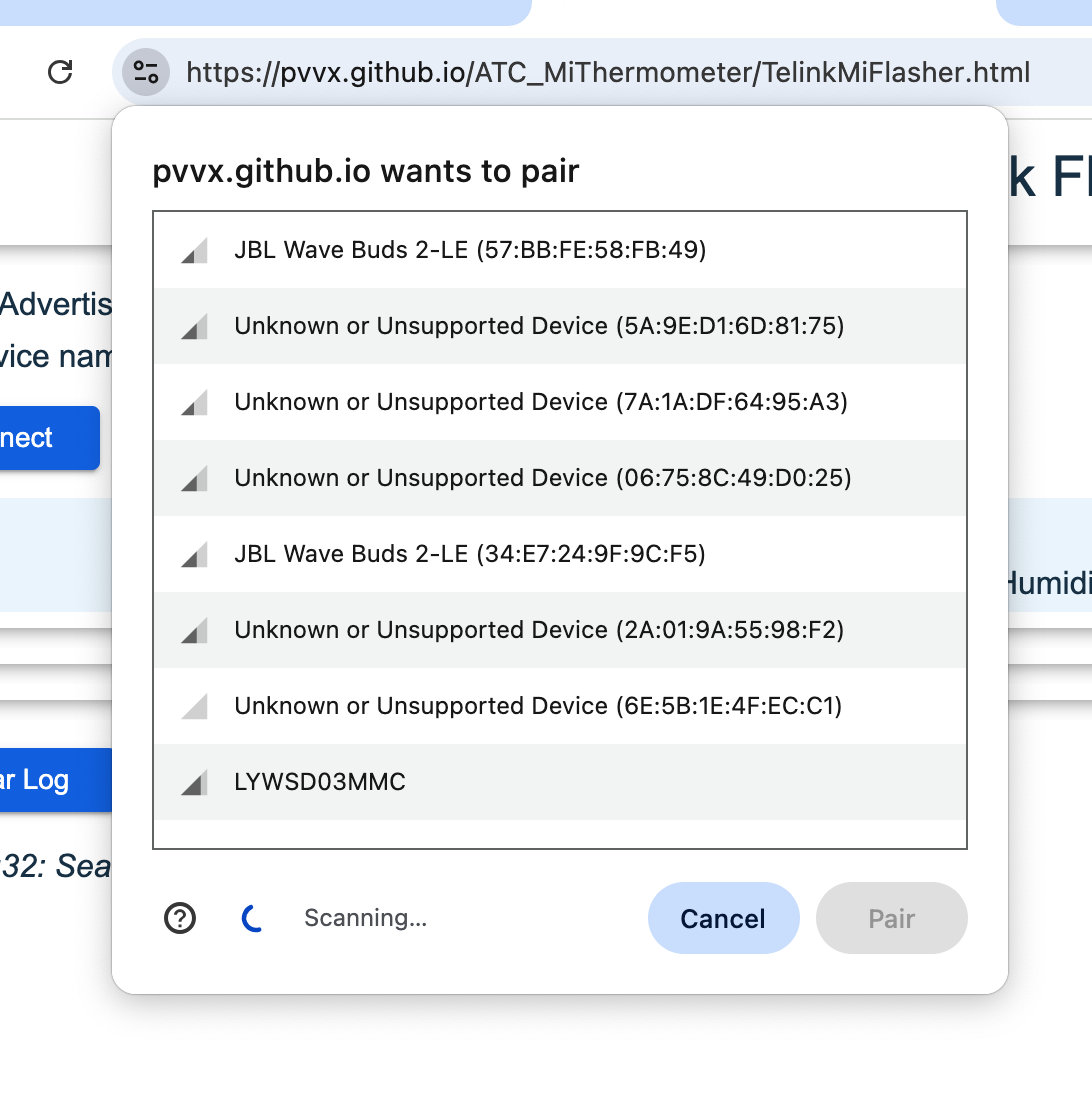 https://pvvx.github.io/ATC_MiThermometer/TelinkMiFlasher.html
pvvx.github.io wants to pair
k Fl
Advertis
vice nam
nect
JBL Wave Buds 2-LE (57:BB:FE:58:FB:49)
Unknown or Unsupported Device (5A:9E:D1:6D:81:75)
Unknown or Unsupported Device (7A:1A:DF:64:95:A3)
Unknown or Unsupported Device (06:75:8C:49:D0:25)
JBL Wave Buds 2-LE (34:E7:24:9F:9C:F5)
Humidi
Unknown or Unsupported Device (2A:01:9A:55:98:F2)
Unknown or Unsupported Device (6E:5B:1E:4F:EC:C1)
LYWSD03MMC
ar Log
32: Sea
Scanning...
Cancel
Pair